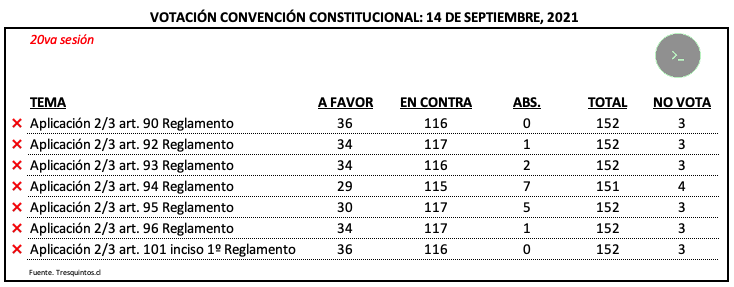 VOTACIÓN CONVENCIÓN CONSTITUCIONAL: 14 DE SEPTIEMBRE, 2021
20va sesión
>_
TEMA A FAVOR EN CONTRA ABS. TOTAL NO VOTA
Aplicación 2/3 art. 90 Reglamento 36 116 0 152 3
Aplicación 2/3 art. 92 Reglamento 34 117 1 152 3
Aplicación 2/3 art. 93 Reglamento 34 116 2 152 3
Aplicación 2/3 art. 94 Reglamento 29 115 7 151 4
Aplicación 2/3 art. 95 Reglamento 30 117 5 152 3
Aplicación 2/3 art. 96 Reglamento 34 117 1 152 3
Aplicación 2/3 art. 101 inciso 1º Reglamento 36 116 0 152 3
Fuente. Tresquintos.cl